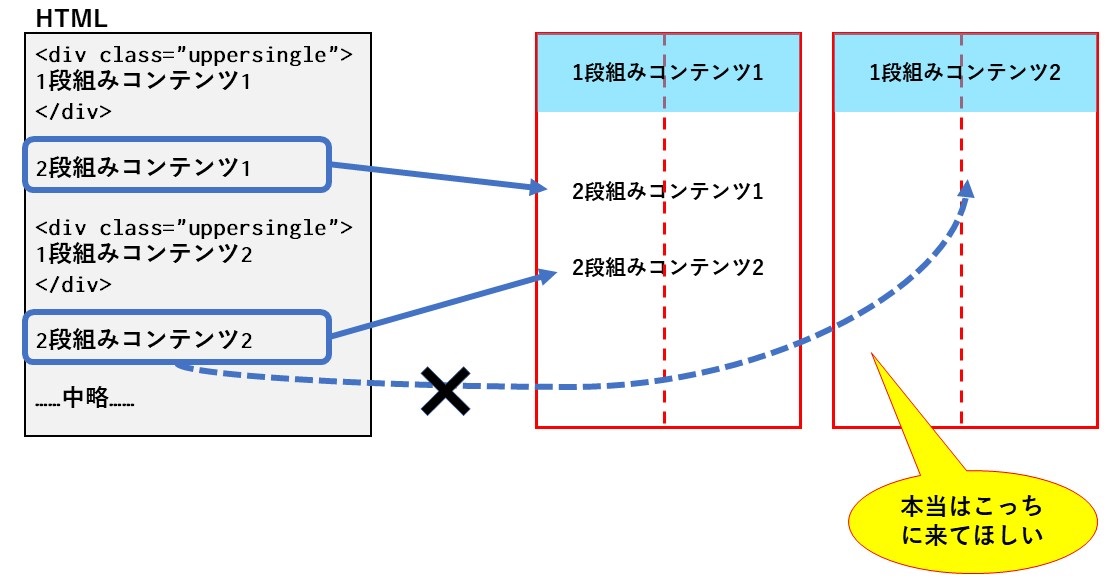 HTML
<div class=”uppersingle”>
1段組みコンテンツ1
</div>
2段組みコンテンツ1
<div class=”uppersingle”>
1段組みコンテンツ2
</div>
2段組みコンテンツ2
……中略……
1段組みコンテンツ1
2段組みコンテンツ1
2段組みコンテンツ2
1段組みコンテンツ2
本当はこっち
に来てほしい